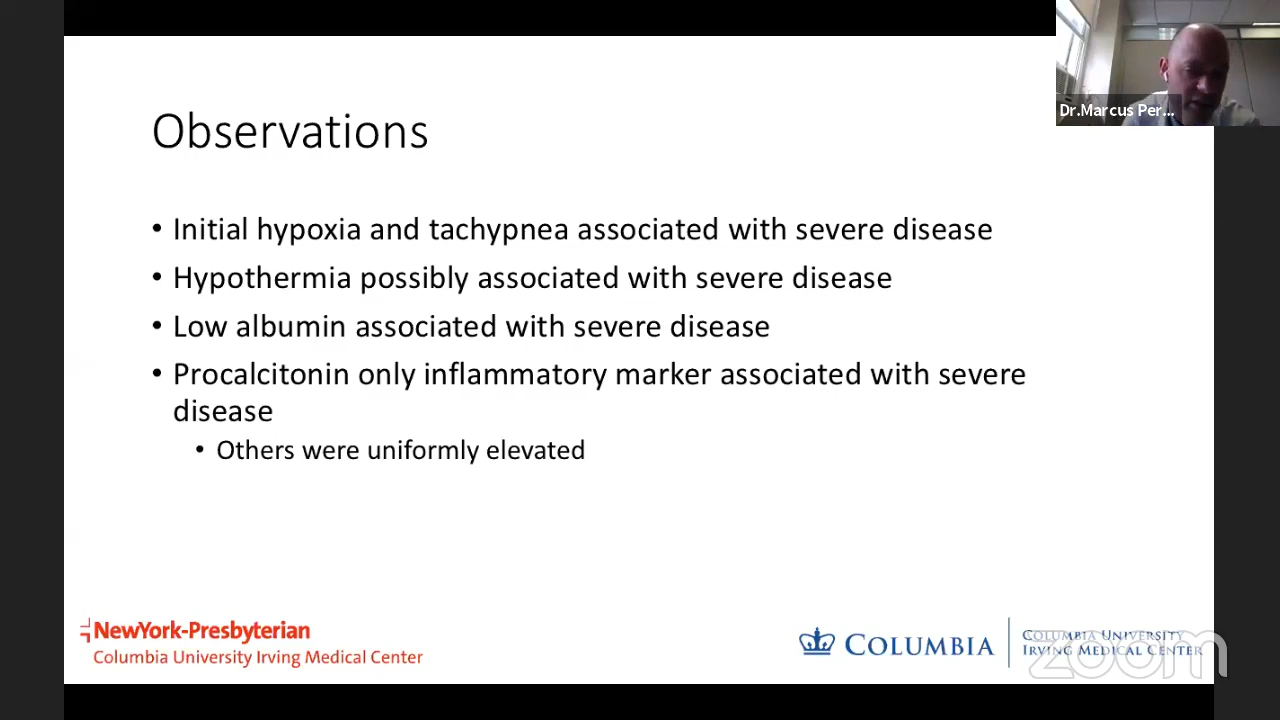 Dr.Marcus Per...
Observations
• Initial hypoxia and tachypnea associated with severe disease
• Hypothermia possibly associated with severe disease
• Low albumin associated with severe disease
• Procalcitonin only inflammatory marker associated with severe
disease
• Others were uniformly elevated
NewYork-Presbyterian
Columbia University Irving Medical Center
COLUMBIA
COLUMBIA UNIVERSITY
IRVING MEDICAL CENTER
zoom